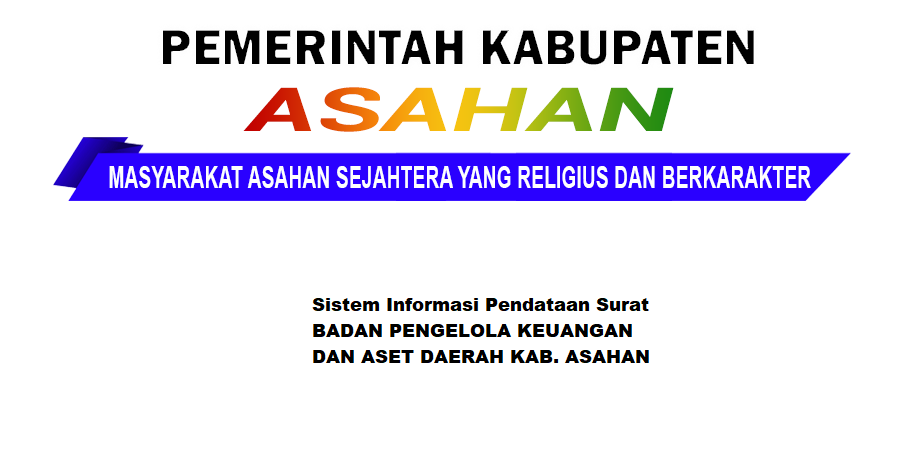 PEMERINTAH KABUPATEN
ASAHAN
MASYARAKAT ASAHAN SEJAHTERA YANG RELIGIUS DAN BERKARAKTER
Sistem Informasi Pendataan Surat
BADAN PENGELOLA KEUANGAN
DAN ASET DAERAH KAB. ASAHAN